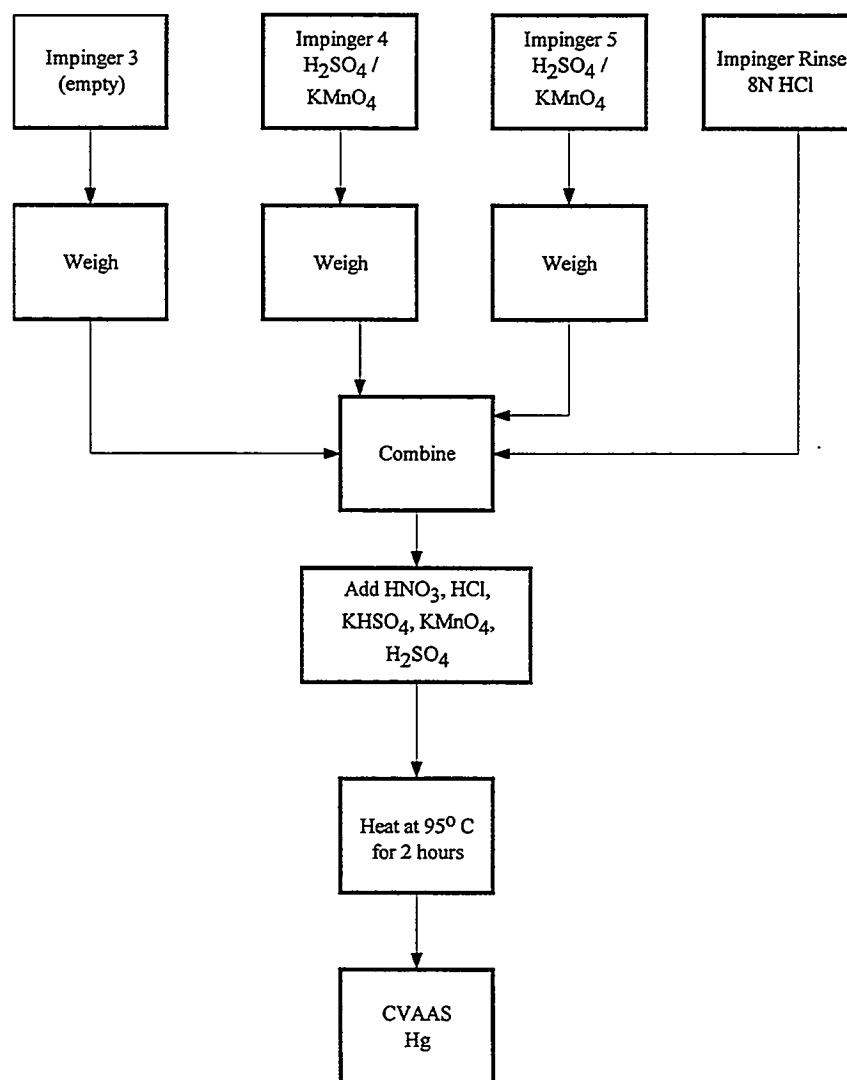 Impinger 3
(empty)
Impinger 4
H2SO4 /
KMnO4
Impinger 5
H2SO4 /
KMnO4
Impinger Rinse
8N HCl
Weigh
Weigh
Weigh
Combine
Add HNO3, HCl,
KHSO4, KMnO4,
H2SO4
Heat at 95° C
for 2 hours
CVAAS
Hg